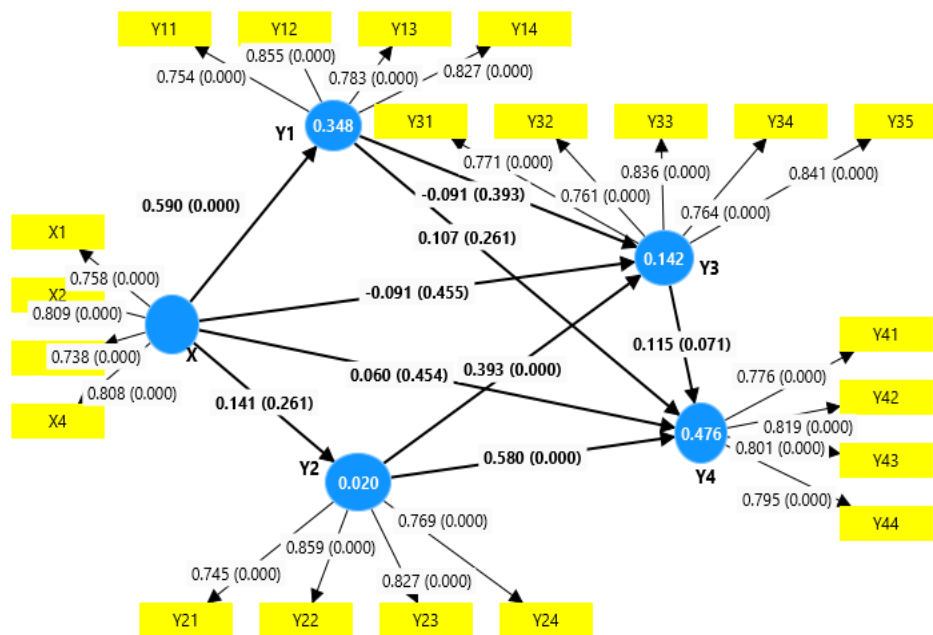 Y11
Y12
Y13
Y14
0.754 (0.000)
0.855 (0.000)
0.783 (0.000)
0.827 (0.000)
Y1
0.348
Y31
Y32
Y33
Y34
Y35
0.771 (0.000)
0.761 (0.000)
0.836 (0.000)
0.764 (0.000)
0.841 (0.000)
-0.091 (0.393)
0.590 (0.000)
0.107 (0.261)
X1
0.758 (0.000)
X2
0.809 (0.000)
0.738 (0.000)
0.808 (0.000)
X4
X
0.142
Y3
-0.091 (0.455)
0.115 (0.071)
0.060 (0.454)
0.393 (0.000)
0.141 (0.261)
Y41
0.776 (0.000)
Y42
0.819 (0.000)
0.801 (0.000)
Y43
0.795 (0.000)
Y44
0.476
Y4
0.580 (0.000)
Y2
0.020
0.745 (0.000)
0.859 (0.000)
0.827 (0.000)
0.769 (0.000)
Y21
Y22
Y23
Y24